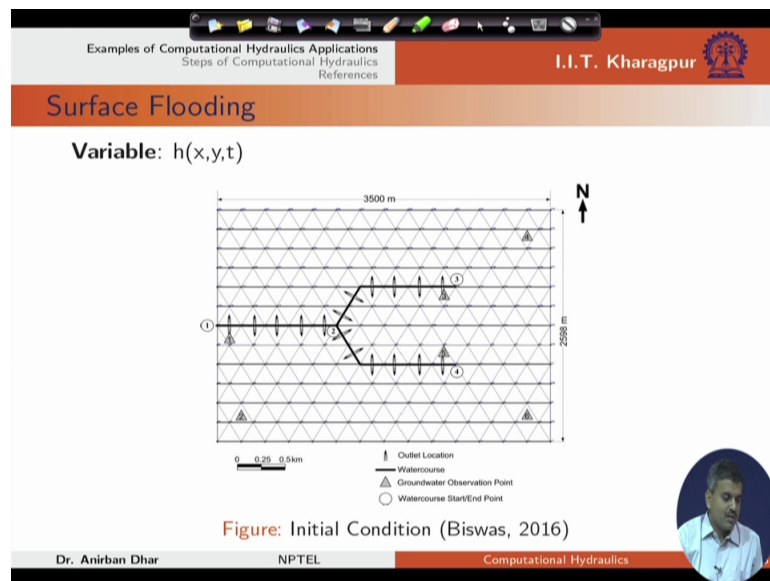 Examples of Computational Hydraulics Applications
Steps of Computational Hydraulics
References
I.I.T. Kharagpur
Surface Flooding
Variable: h(x,y,t)
N
3500 m
2598 m
4
3
1
2
4
2
0 0.25 0.5km
Outlet Location
Watercourse
Groundwater Observation Point
Watercourse Start/End Point
Figure: Initial Condition (Biswas, 2016)
Dr. Anirban Dhar
NPTEL
Computational Hydraulics